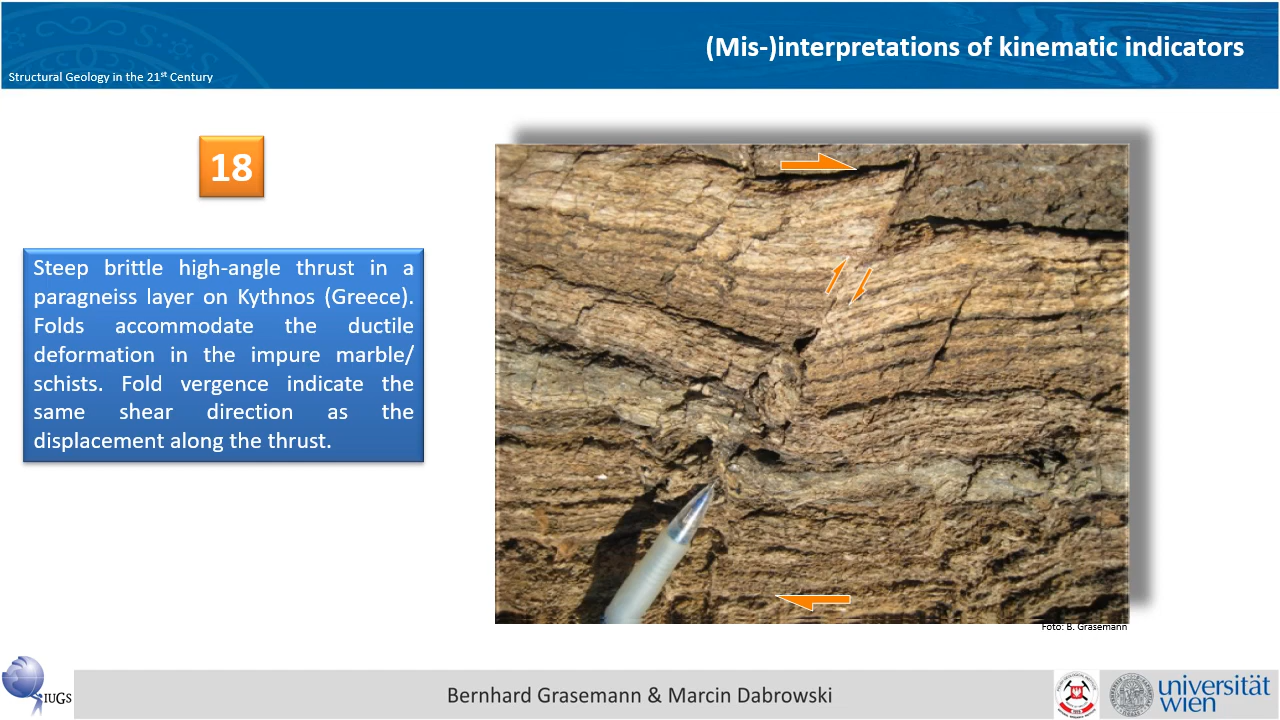 (Mis-)interpretations of kinematic indicators
Structural Geology in the 21st Century
18
Steep brittle high-angle thrust in a
paragneiss layer on Kythnos (Greece).
Folds accommodate the ductile
deformation in the impure marble/
schists. Fold vergence indicate the
same shear direction as the
displacement along the thrust.
Foto: B. Grasemann
IUGS
Bernhard Grasemann & Marcin Dabrowski
universität
wien